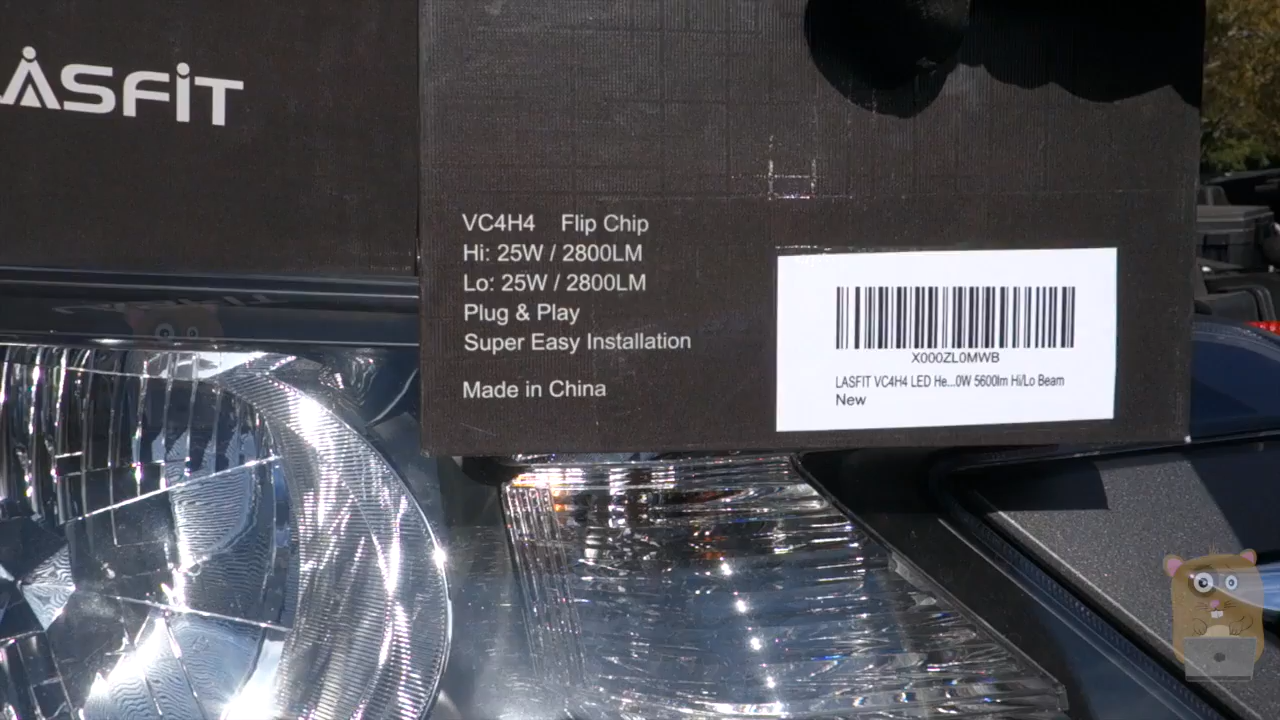 LASFIT
VC4H4 Flip Chip
Hi: 25W / 2800LM
Lo: 25W / 2800LM
Plug & Play
Super Easy Installation
Made in China
X000ZL0MWB
LASFIT VC4H4 LED He...0W 5600lm Hi/Lo Beam
New